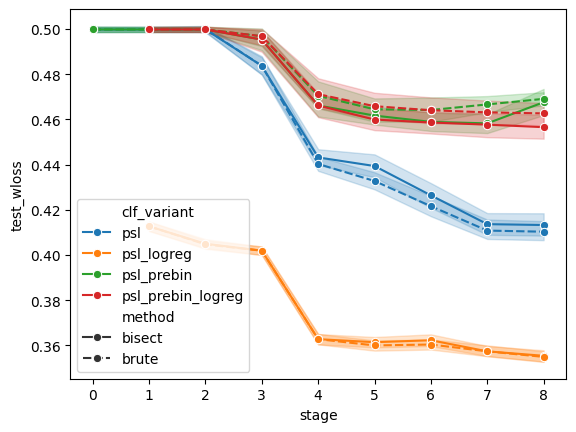 0.50
0.48
0.46
0.44
0.42
0.40
0.38
0.36
test_wloss
clf_variant
psl
psl_logreg
psl_prebin
psl_prebin_logreg
method
bisect
brute
0 1 2 3 4 5 6 7 8
stage